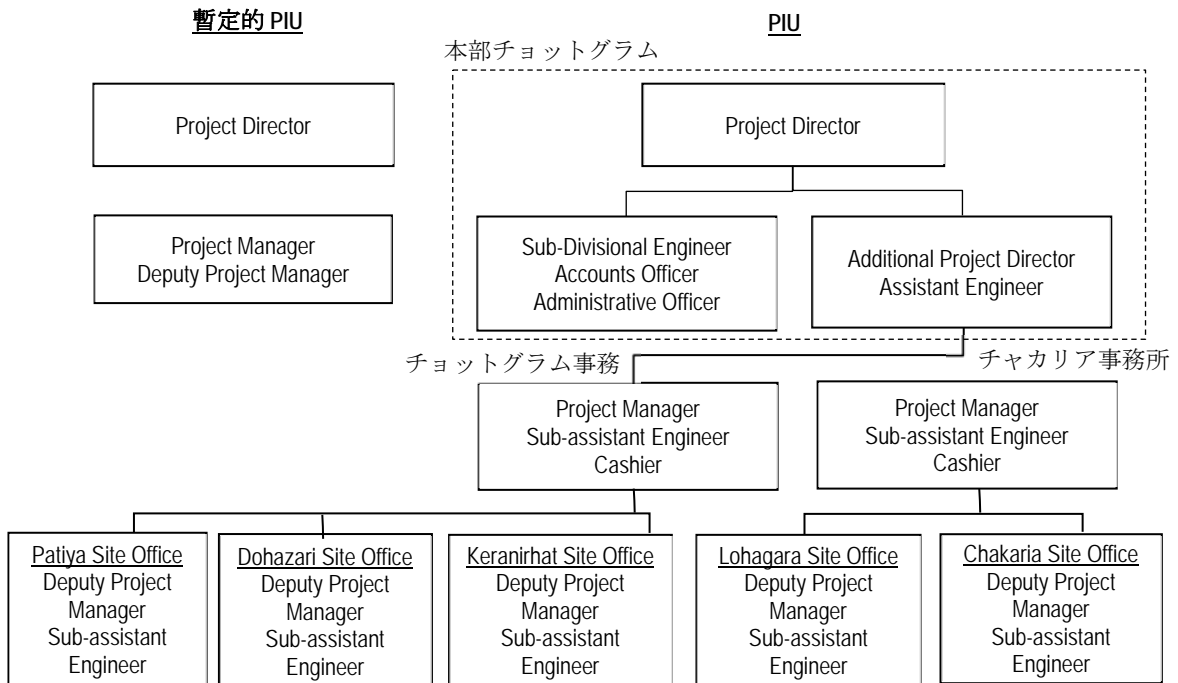 暫定的 PIU
Project Director
Project Manager
Deputy Project Manager
PIU
本部チョットグラム
Project Director
Sub-Divisional Engineer
Accounts Officer
Administrative Officer
Additional Project Director
Assistant Engineer
チョットグラム事務
Project Manager
Sub-assistant Engineer
Cashier
チャカリア事務所
Project Manager
Sub-assistant Engineer
Cashier
Patiya Site Office
Deputy Project
Manager
Sub-assistant
Engineer
Dohazari Site Office
Deputy Project
Manager
Sub-assistant
Engineer
Keranirhat Site Office
Deputy Project
Manager
Sub-assistant
Engineer
Lohagara Site Office
Deputy Project
Manager
Sub-assistant
Engineer
Chakaria Site Office
Deputy Project
Manager
Sub-assistant
Engineer